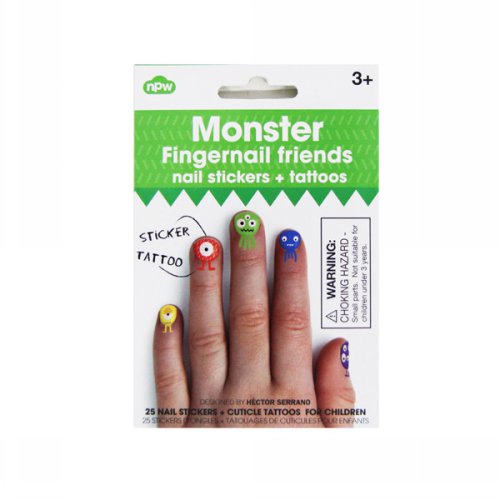 npw
3+
Monster
Fingernail friends
nail stickers + tattoos
STICKER
TATTOO
WARNING:
CHOKING HAZARD -
Small parts. Not suitable for
children under 3 years.
DESIGNED BY HÉCTOR SERRANO
25 NAIL STICKERS + CUTICLE TATTOOS FOR CHILDREN
25 STICKERS D'ONGLES + TATOUAGES DE CUTICULES POUR ENFANTS